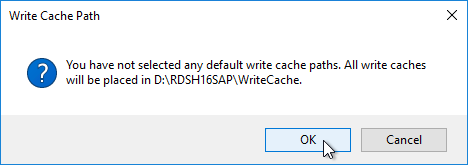 Write Cache Path
You have not selected any default write cache paths. All write caches
will be placed in D:\RDSH16SAP\WriteCache.
OK
Cancel